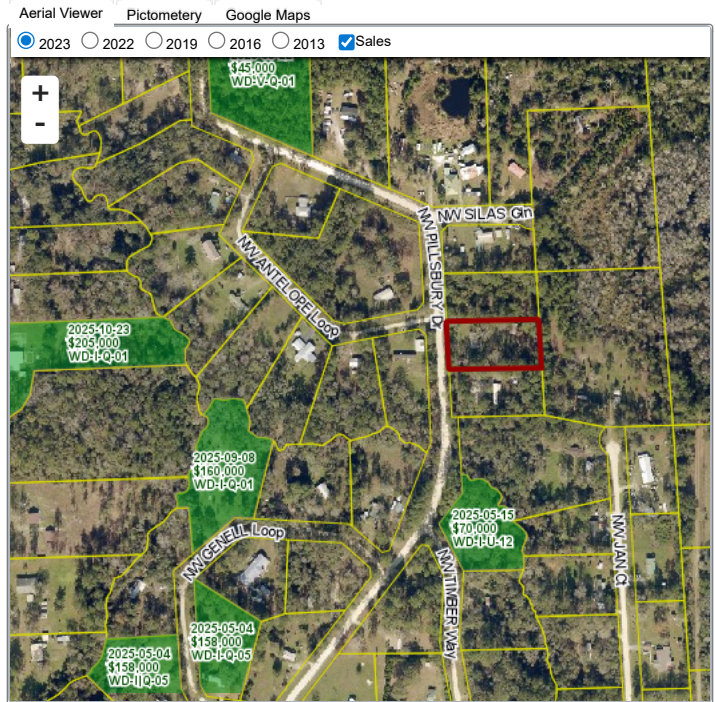 Aerial Viewer Pictometery Google Maps
2023 2022 2019 2016 2013 Sales
+
-
$45,000
WD-V-Q-01
NW SILAS Gln
NW PILLSBURY Dr
NW ANTELOPE Loop
2025-10-23
$205,000
WD-I-Q-01
2025-09-08
$160,000
WD-I-Q-01
2025-05-15
$70,000
WD-I-U-12
NW GENELL Loop
NW JAN Ct
NW TIMBER Way
2025-05-04
$158,000
WD-I-Q-05
2025-05-04
$158,000
WD-I-Q-05